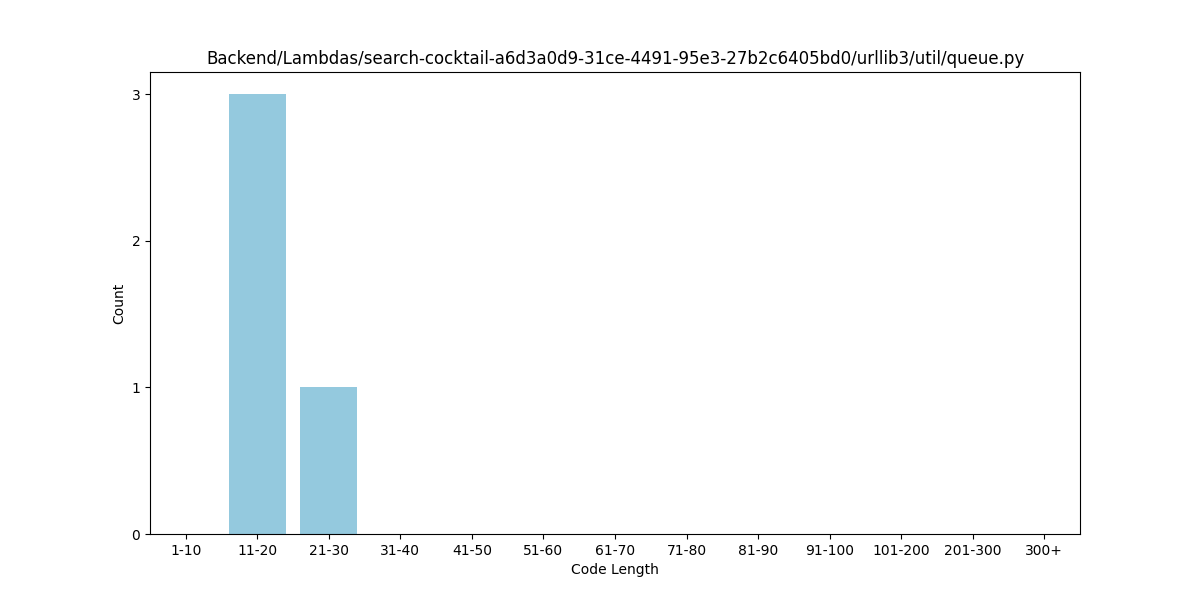 Backend/Lambdas/search-cocktail-a6d3a0d9-31ce-4491-95e3-27b2c6405bd0/urllib3/util/queue.py
3
2
1
0
Count
1-10 11-20 21-30 31-40 41-50 51-60 61-70 71-80 81-90 91-100 101-200 201-300 300+
Code Length